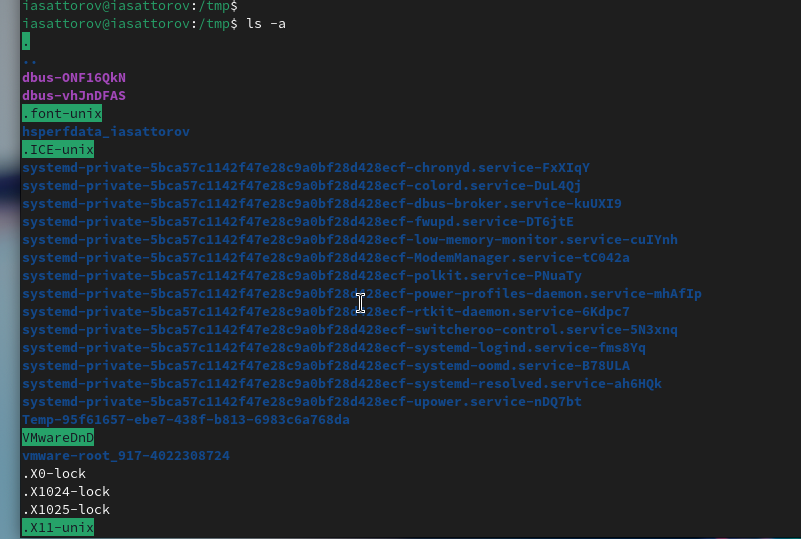 iasattorov@iasattorov:/tmp$
iasattorov@iasattorov:/tmp$ ls -a
.
..
dbus-ONF16QkN
dbus-vhJnDFAS
.font-unix
hsperfdata_iasattorov
.ICE-unix
systemd-private-5bca57c1142f47e28c9a0bf28d428ecf-chronyd.service-FxXIqY
systemd-private-5bca57c1142f47e28c9a0bf28d428ecf-colord.service-DuL4Qj
systemd-private-5bca57c1142f47e28c9a0bf28d428ecf-dbus-broker.service-kuUXI9
systemd-private-5bca57c1142f47e28c9a0bf28d428ecf-fwupd.service-DT6jtE
systemd-private-5bca57c1142f47e28c9a0bf28d428ecf-low-memory-monitor.service-cuIYnh
systemd-private-5bca57c1142f47e28c9a0bf28d428ecf-ModemManager.service-tC042a
systemd-private-5bca57c1142f47e28c9a0bf28d428ecf-polkit.service-PNuaTy
systemd-private-5bca57c1142f47e28c9a0bf28d428ecf-power-profiles-daemon.service-mhAfIp
systemd-private-5bca57c1142f47e28c9a0bf28d428ecf-rtkit-daemon.service-6Kdpc7
systemd-private-5bca57c1142f47e28c9a0bf28d428ecf-switcheroo-control.service-5N3xnq
systemd-private-5bca57c1142f47e28c9a0bf28d428ecf-systemd-logind.service-fms8Yq
systemd-private-5bca57c1142f47e28c9a0bf28d428ecf-systemd-oomd.service-B78ULA
systemd-private-5bca57c1142f47e28c9a0bf28d428ecf-systemd-resolved.service-ah6HQk
systemd-private-5bca57c1142f47e28c9a0bf28d428ecf-upower.service-nDQ7bt
Temp-95f61657-ebe7-438f-b813-6983c6a768da
VMwareDnD
vmware-root_917-4022308724
.X0-lock
.X1024-lock
.X1025-lock
.X11-unix